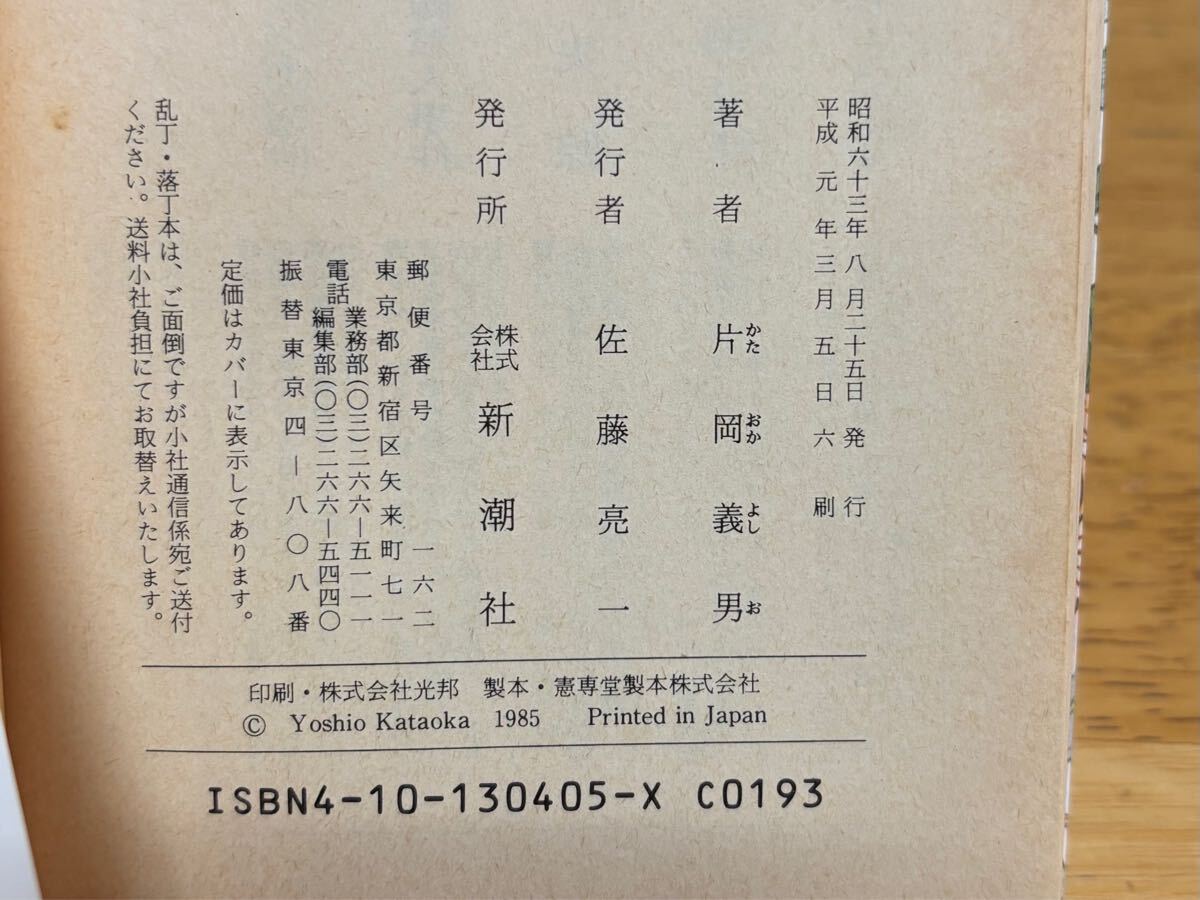 昭和六十三年八月二十五日発行
平成元年三月五日六刷
著者 片岡義男
かた おか よし お
発行者 佐藤亮一
発行所 株式会社 新潮社
郵便番号 一六二
東京都新宿区矢来町七一
電話 業務部(〇三)二六六—五一一一
編集部(〇三)二六六—五四四〇
振替東京四—八〇八番
定価はカバーに表示してあります。
乱丁・落丁本は、ご面倒ですが小社通信係宛ご送付
ください。送料小社負担にてお取替えいたします。
印刷・株式会社光邦 製本・憲専堂製本株式会社
© Yoshio Kataoka 1985 Printed in Japan
ISBN4-10-130405-X C0193